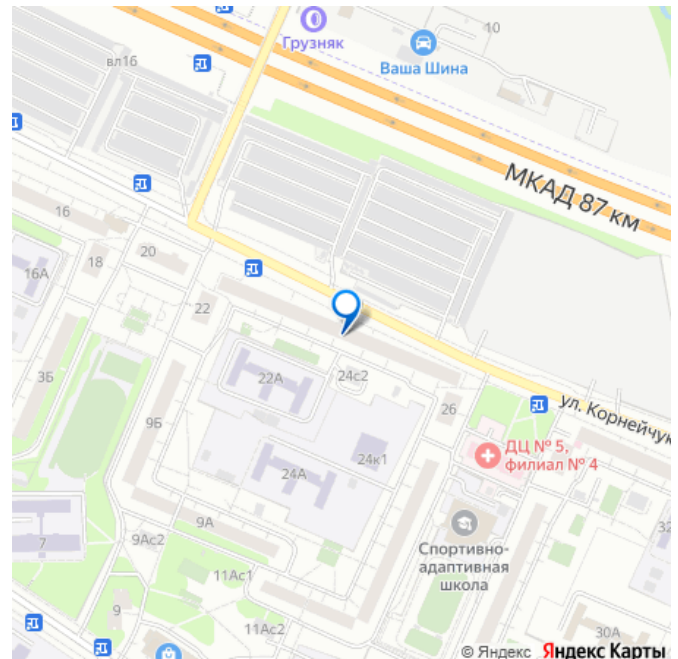 10
Грузняк
Ваша Шина
вл16
МКАД 87 км
16
20
18
16А
22
3Б
22А
24с2
9Б
26
ул. Корнейчук
ДЦ № 5,
филиал № 4
24к1
24А
9А
7
9Ас2
Спортивно-
адаптивная
школа
32
11Ас1
9
11Ас2
30А
© Яндекс Яндекс Карты